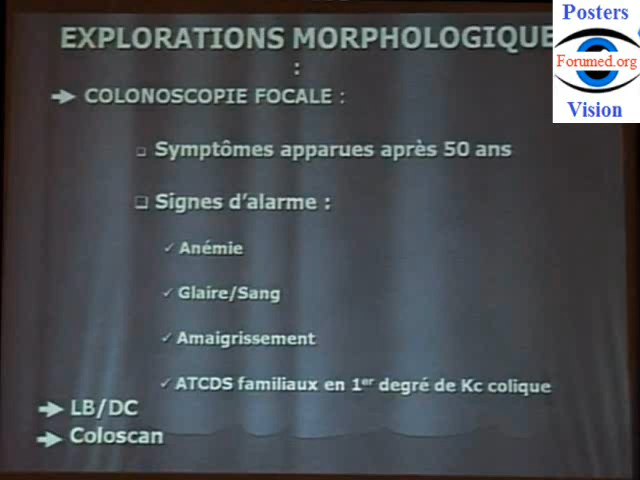 EXPLORATIONS MORPHOLOGIQUE
:
COLONOSCOPIE FOCALE :
Symptômes apparues après 50 ans
Signes d'alarme :
Anémie
Glaire/Sang
Amaigrissement
ATCDS familiaux en 1er degré de Kc colique
LB/DC
Coloscan
Posters
Forumed.org
Vision